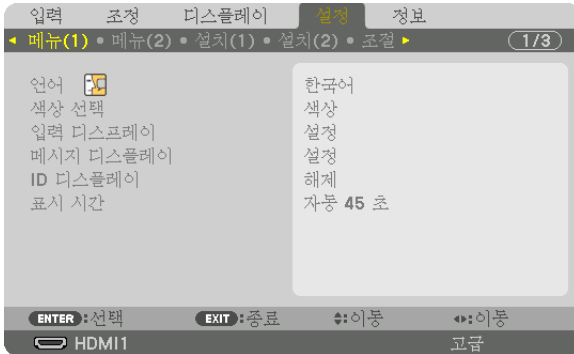 입력 조정 디스플레이 설정 정보
◂ 메뉴(1) • 메뉴(2) • 설치(1) • 설치(2) • 조절 ▸ 1/3
언어 한국어
색상 선택 색상
입력 디스프레이 설정
메시지 디스플레이 설정
ID 디스플레이 해제
표시 시간 자동 45 초
ENTER :선택 EXIT :종료 :이동 :이동
HDMI1 고급